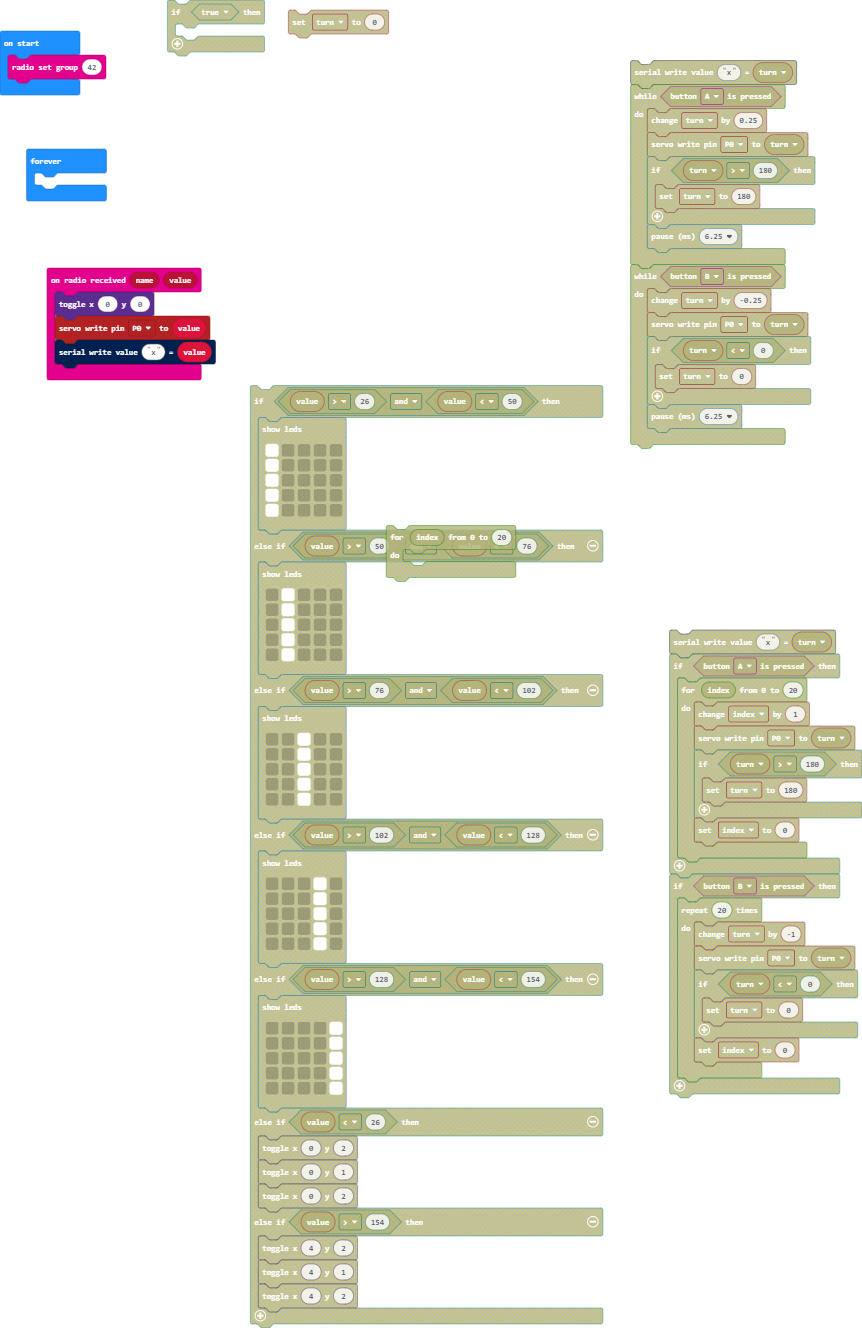 if true then
set turn to 0
on start
radio set group 42
forever
on radio received name value
toggle x 0 y 0
servo write pin P0 to value
serial write value "x" = value
if value > 26 and value < 50 then
show leds
else if value > 50 76 then
for index from 0 to 20
do
show leds
else if value > 76 and value < 102 then
show leds
else if value > 102 and value < 128 then
show leds
else if value > 128 and value < 154 then
show leds
else if value < 26 then
toggle x 0 y 2
toggle x 0 y 1
toggle x 0 y 2
else if value > 154 then
toggle x 4 y 2
toggle x 4 y 1
toggle x 4 y 2
serial write value "x" = turn
while button A is pressed
do
change turn by 0.25
servo write pin P0 to turn
if turn > 180 then
set turn to 180
pause (ms) 6.25
while button B is pressed
do
change turn by -0.25
servo write pin P0 to turn
if turn < 0 then
set turn to 0
pause (ms) 6.25
serial write value "x" = turn
if button A is pressed then
for index from 0 to 20
do
change index by 1
servo write pin P0 to turn
if turn > 180 then
set turn to 180
set index to 0
if button B is pressed then
repeat 20 times
do
change turn by -1
servo write pin P0 to turn
if turn < 0 then
set turn to 0
set index to 0